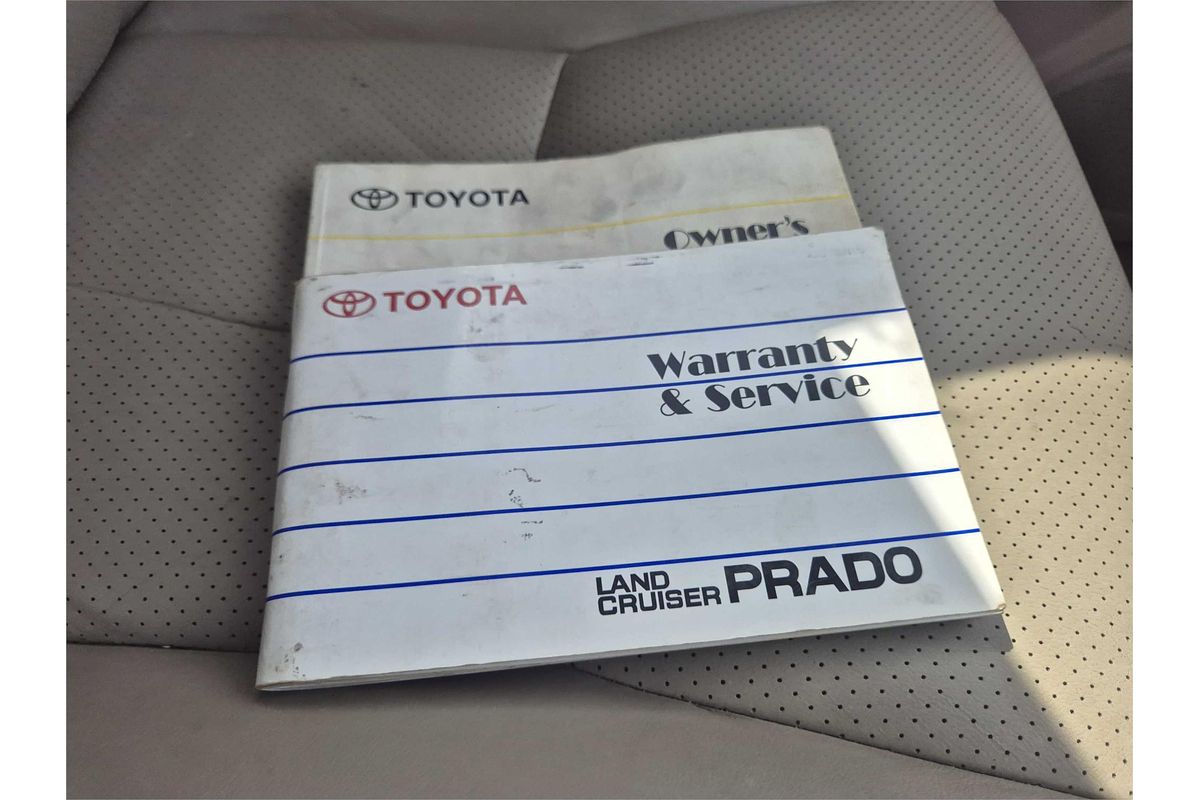 TOYOTA
Owner's
TOYOTA
Warranty
& Service
LAND
CRUISER PRADO